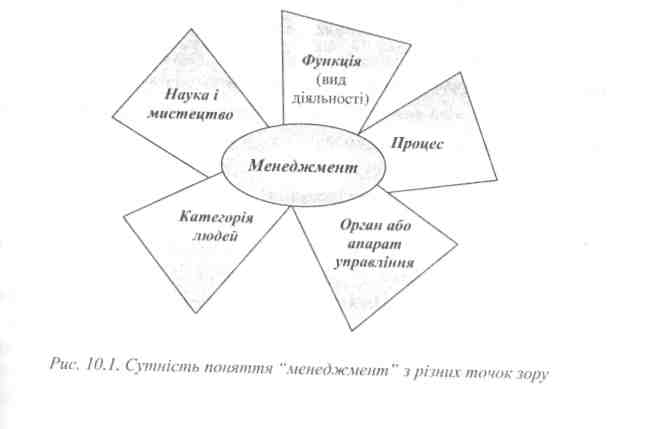 Функція
(вид
діяльності)
Наука і
мистецтво
Процес
Менеджмент
Категорія
людей
Орган або
апарат
управління
Рис. 10.1. Сутність поняття “менеджмент” з різних точок зору